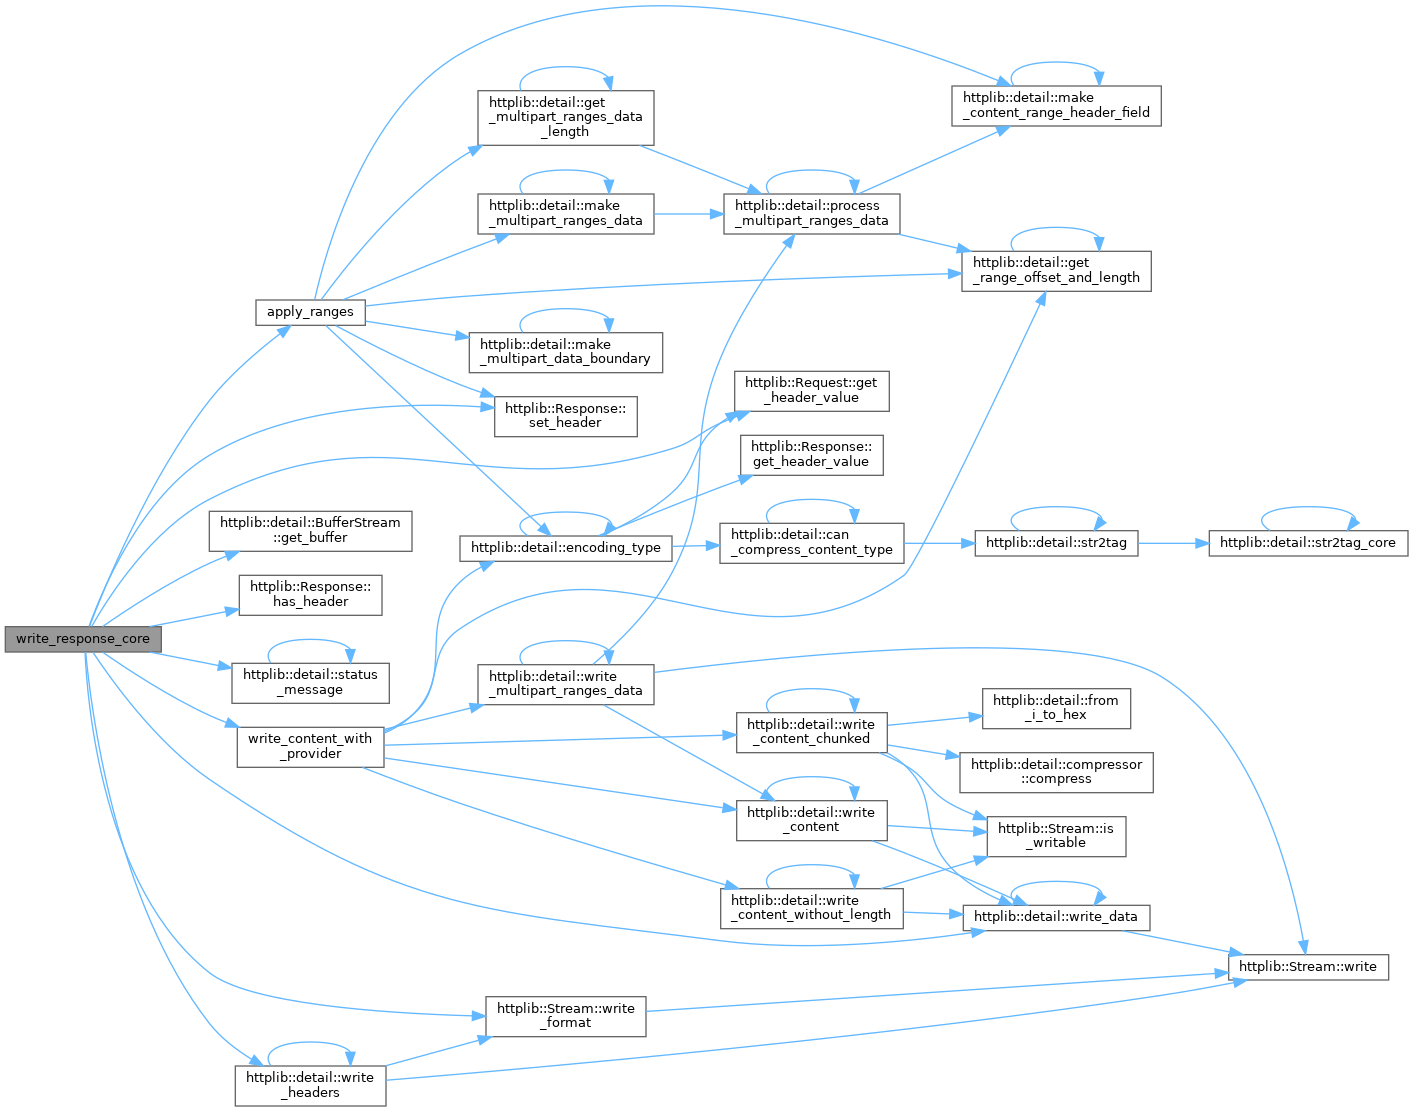 write_response_core
apply_ranges
httplib::detail::BufferStream
::get_buffer
httplib::Response::
has_header
httplib::detail::status
_message
write_content_with
_provider
httplib::detail::write
_headers
httplib::detail::get
_multipart_ranges_data
_length
httplib::detail::make
_multipart_ranges_data
httplib::detail::make
_multipart_data_boundary
httplib::Response::
set_header
httplib::detail::encoding_type
httplib::detail::write
_multipart_ranges_data
httplib::Stream::write
_format
httplib::detail::process
_multipart_ranges_data
httplib::Request::get
_header_value
httplib::Response::
get_header_value
httplib::detail::can
_compress_content_type
httplib::detail::write
_content_chunked
httplib::detail::write
_content
httplib::detail::write
_content_without_length
httplib::detail::make
_content_range_header_field
httplib::detail::get
_range_offset_and_length
httplib::detail::str2tag
httplib::detail::from
_i_to_hex
httplib::detail::compressor
::compress
httplib::Stream::is
_writable
httplib::detail::write_data
httplib::detail::str2tag_core
httplib::Stream::write